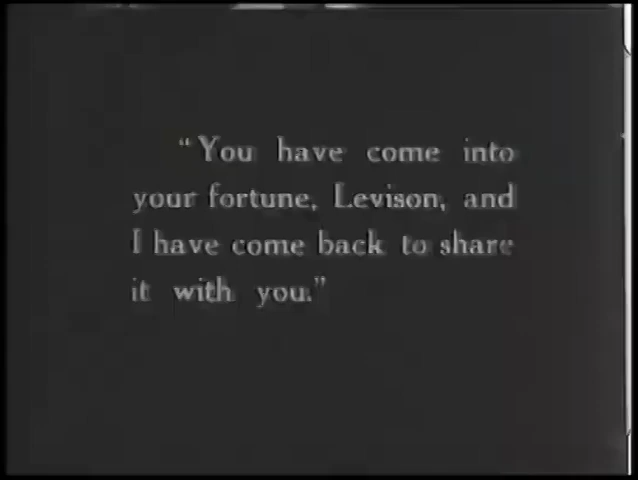 “You have come into
your fortune, Levison, and
I have come back to share
it with you.”